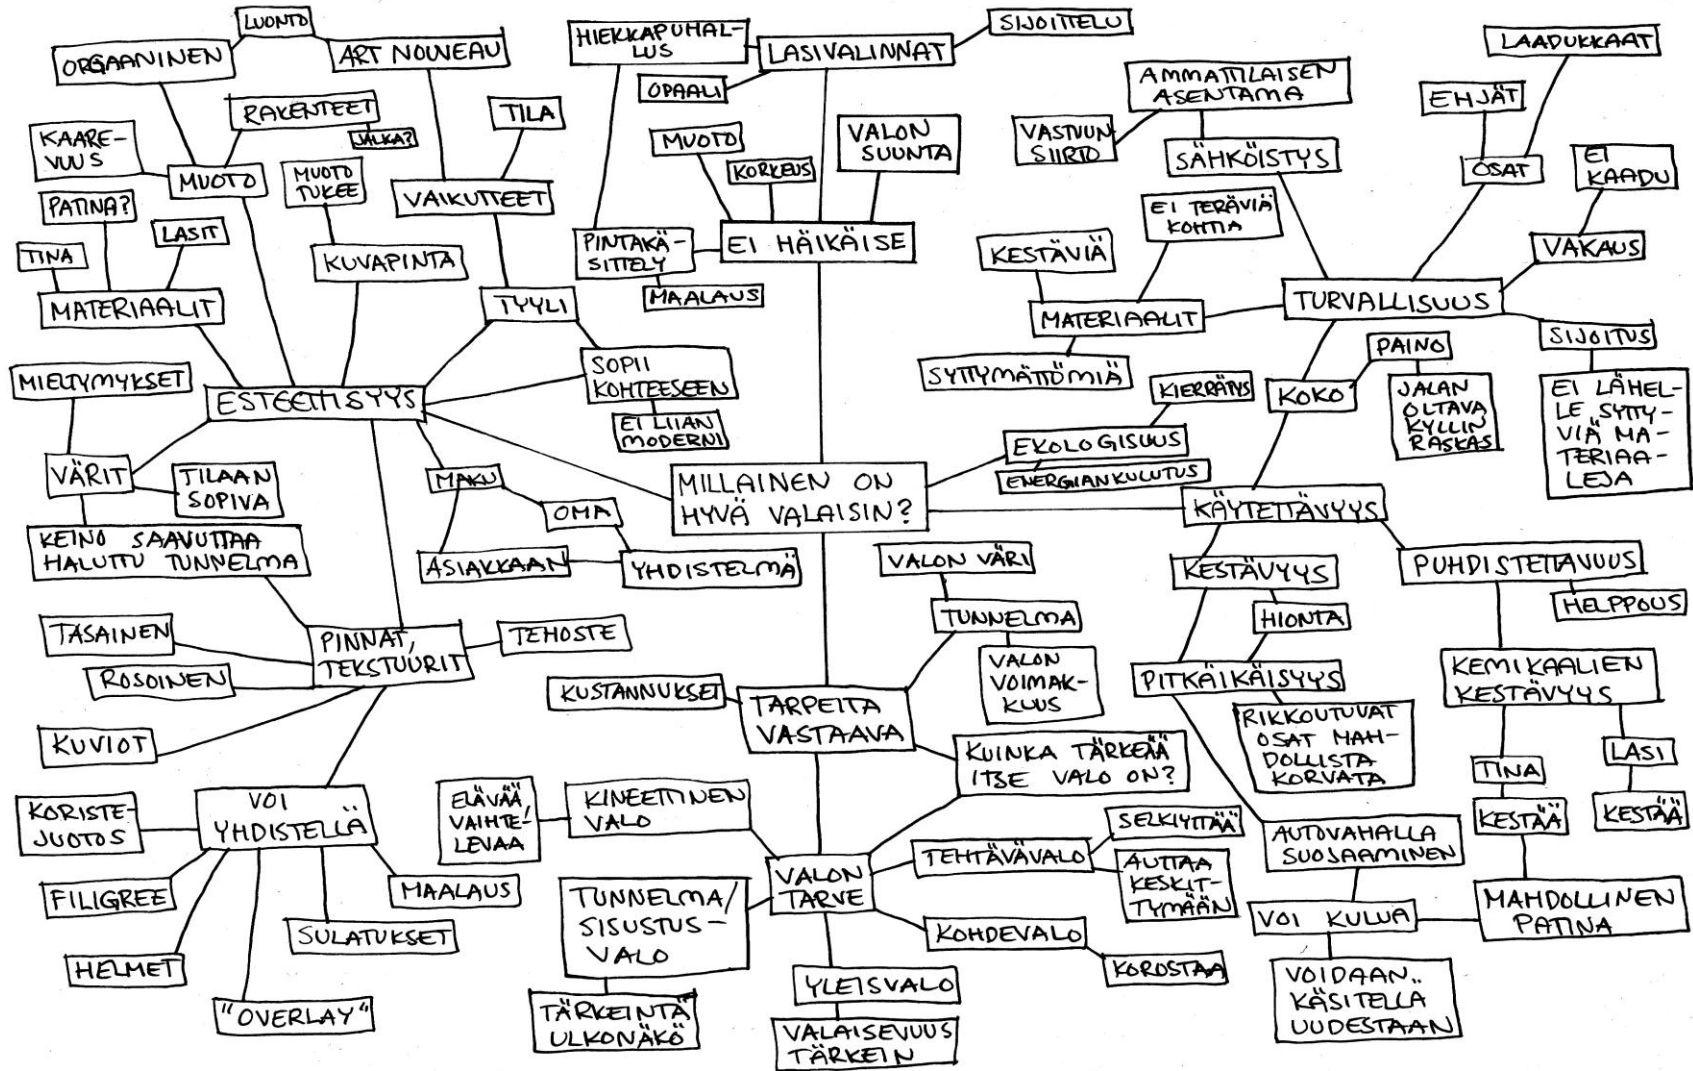 LUONTO
ORGAANINEN
ART NOUVEAU
HIEKKAPUHAL-
LUS
LASIVALINNAT
SIJOITTELU
LAADUKKAAT
OPAALI
AMMATTILAISEN
ASENTAMA
EHJÄT
RAKENTEET
JALKA?
TILA
KAARE-
VUUS
MUOTO
MUOTO
TUKEE
MUOTO
KORKEUS
VALON
SUUNTA
VASTUUN
SIIRTO
SÄHKÖISTYS
OSAT
EI
KAADU
PATINA?
LASIT
VAIKUTTEET
EI TERÄVIÄ
KOHTIA
TINA
KUVAPINTA
PINTAKÄ-
SITTELY
EI HÄIKÄISE
KESTÄVIÄ
VAKAUS
MATERIAALIT
TYYLI
MAALAUS
MATERIAALIT
TURVALLISUUS
SIJOITUS
MIELTYMYKSET
ESTEETTISYYS
SOPII
KOHTEESEEN
EI LIIAN
MODERNI
SYTTYMÄTTÖMIÄ
KIERRÄTYS
KOKO
PAINO
JALAN
OLTAVA
KYLLIN
RASKAS
EI LÄHEL-
LE SYTTY-
VIÄ MA-
TERIAA-
LEJA
VÄRIT
TILAAN
SOPIVA
MAKU
OMA
MILLAINEN ON
HYVÄ VALAISIN?
EKOLOGISUUS
ENERGIANKULUTUS
KÄYTETTÄVYYS
KEINO SAAVUTTAA
HALUTTU TUNNELMA
ASIAKKAAN
YHDISTELMÄ
VALON VÄRI
KESTÄVYYS
PUHDISTETTAVUUS
HELPPOUS
TASAINEN
PINNAT,
TEKSTUURIT
TEHOSTE
TUNNELMA
HIONTA
ROSOINEN
KUSTANNUKSET
TARPEITA
VASTAAVA
VALON
VOIMAK-
KUUS
PITKÄIKÄISYYS
KEMIKAALIEN
KESTÄVYYS
KUVIOT
KUINKA TÄRKEÄÄ
ITSE VALO ON?
RIKKOUTUVAT
OSAT MAH-
DOLLISTA
KORVATA
TINA
LASI
KORISTE-
JUOTOS
VOI
YHDISTELLÄ
ELÄVÄÄ/
VAIHTE-
LEVAA
KINEETTINEN
VALO
SELKIYTTÄÄ
KESTÄÄ
KESTÄÄ
FILIGREE
MAALAUS
TUNNELMA/
SISUSTUS-
VALO
VALON
TARVE
TEHTÄVÄVALO
AUTTAA
KESKIT-
TYMÄÄN
AUTOVAHALLA
SUOJAAMINEN
HELMET
SULATUKSET
KOHDEVALO
VOI KULUA
MAHDOLLINEN
PATINA
"OVERLAY"
TÄRKEINTÄ
ULKONÄKÖ
YLEISVALO
KOROSTAA
VALAISEVUUS
TÄRKEIN
VOIDAAN
KÄSITELLÄ
UUDESTAAN